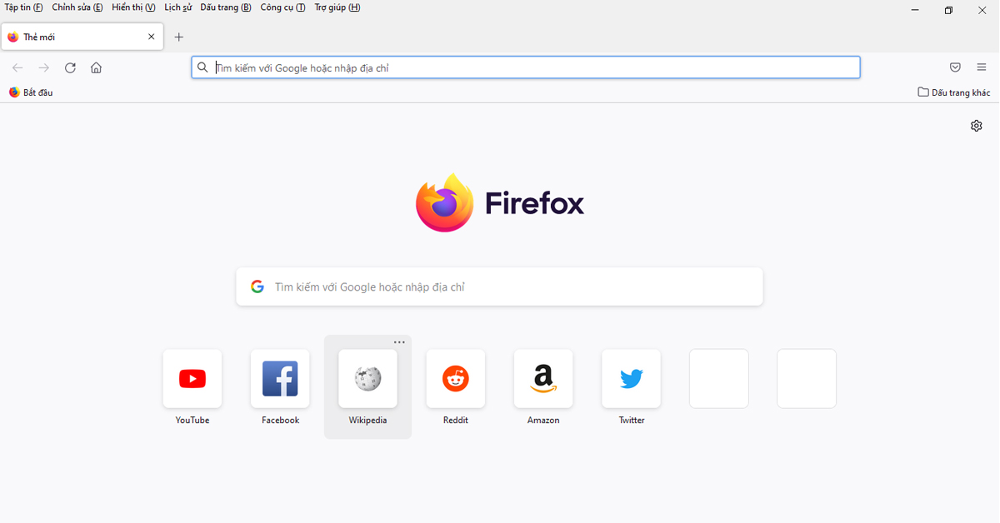 Tập tin (F) Chỉnh sửa (E) Hiển thị (V) Lịch sử Dấu trang (B) Công cụ (T) Trợ giúp (H)
Thẻ mới
Tìm kiếm với Google hoặc nhập địa chỉ
Bắt đầu Dấu trang khác
Firefox
Tìm kiếm với Google hoặc nhập địa chỉ
YouTube Facebook Wikipedia Reddit Amazon Twitter